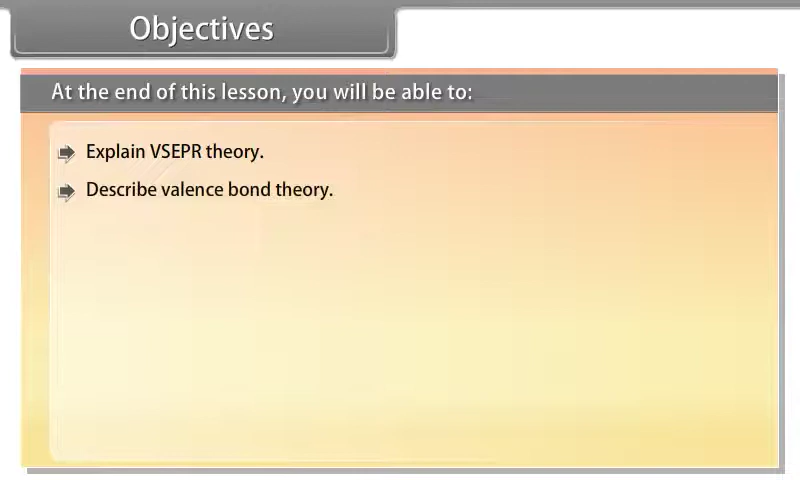 Objectives
At the end of this lesson, you will be able to:
Explain VSEPR theory.
Describe valence bond theory.